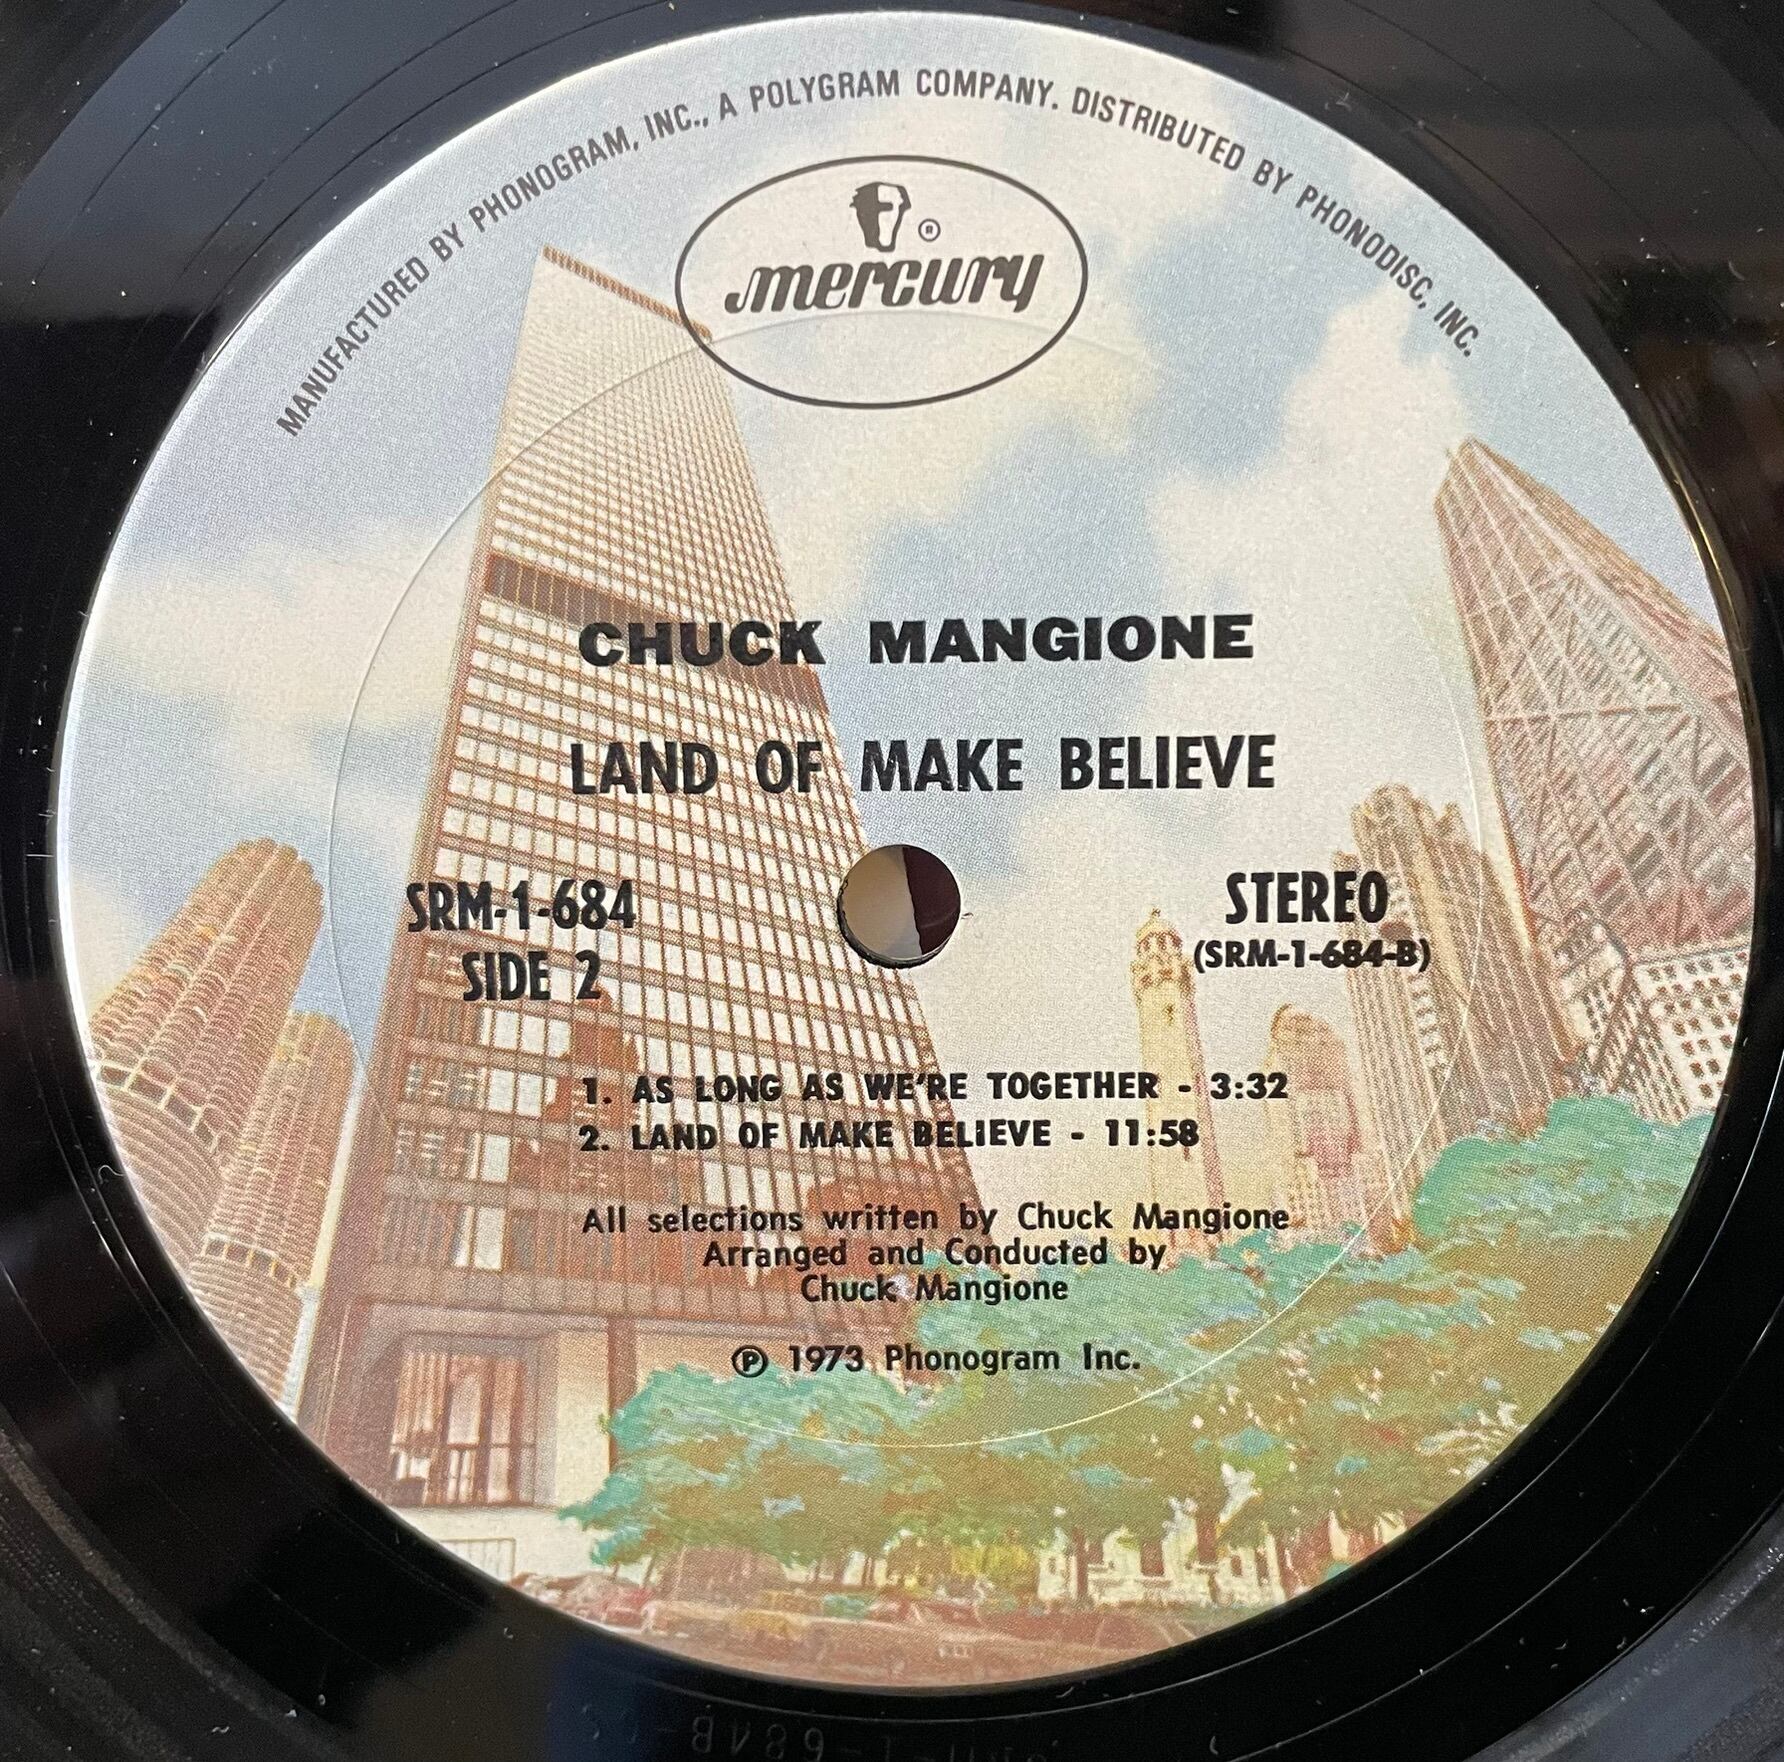 MANUFACTURED BY PHONOGRAM, INC., A POLYGRAM COMPANY. DISTRIBUTED BY PHONODISC, INC.
®
mercury
CHUCK MANGIONE
LAND OF MAKE BELIEVE
SRM-1-684
SIDE 2
STEREO
(SRM-1-684-B)
1. AS LONG AS WE'RE TOGETHER - 3:32
2. LAND OF MAKE BELIEVE - 11:58
All selections written by Chuck Mangione
Arranged and Conducted by
Chuck Mangione
℗ 1973 Phonogram Inc.